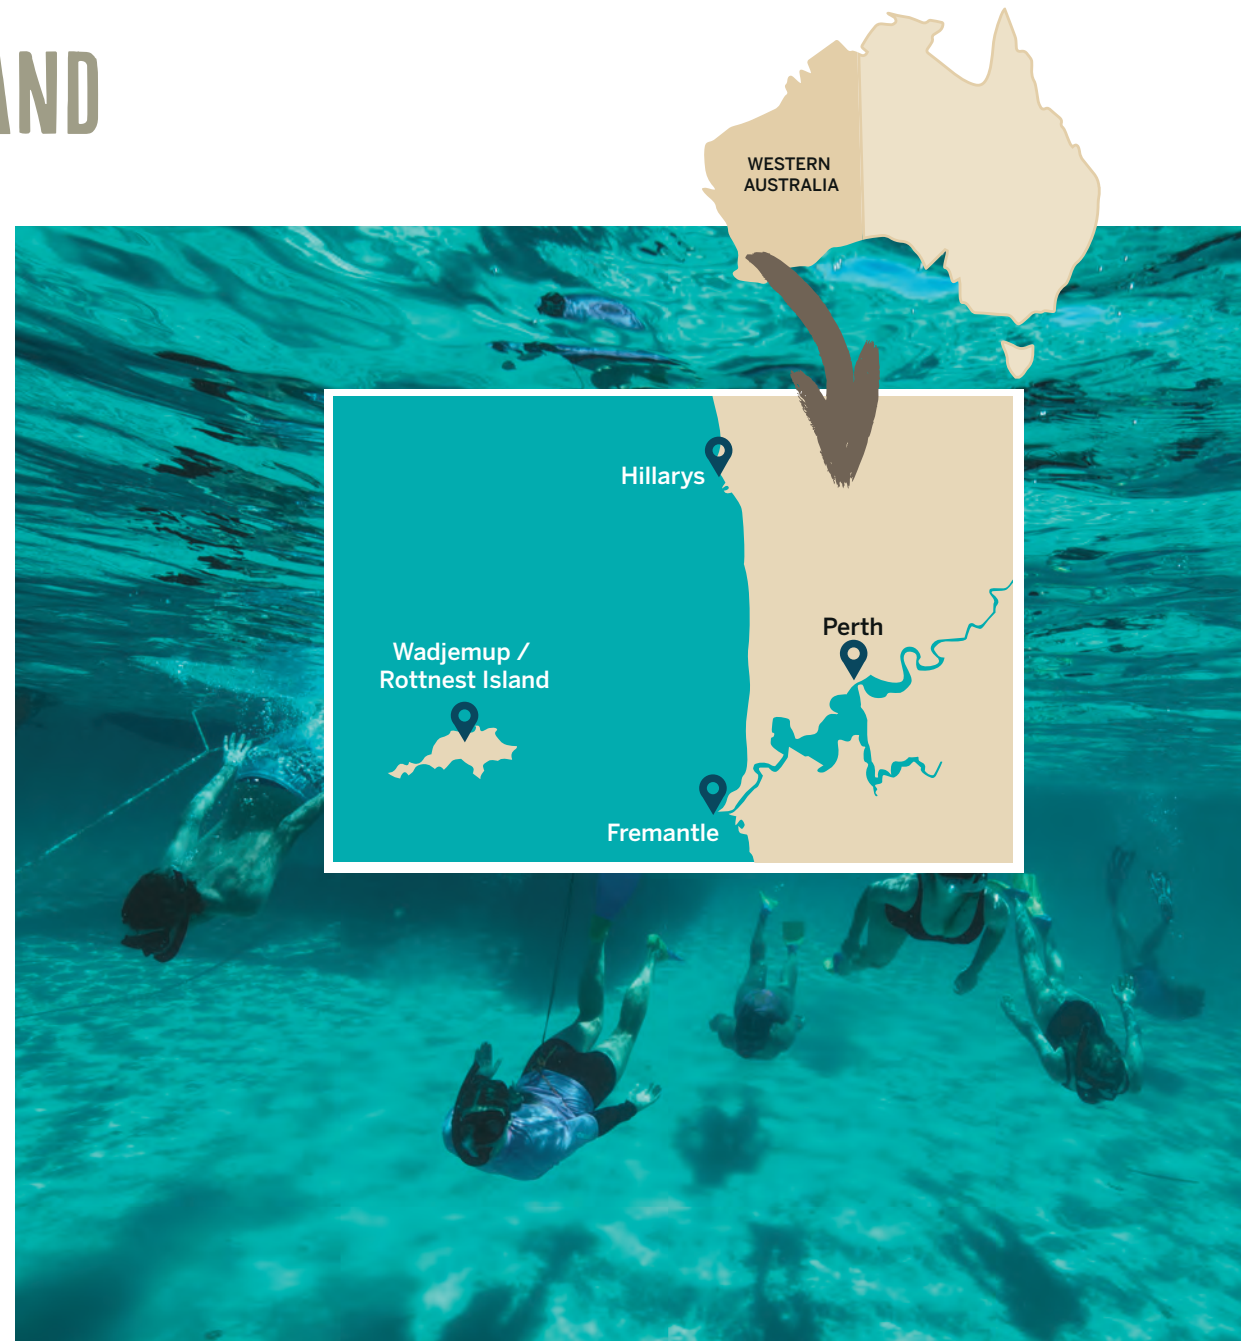 AND
WESTERN
AUSTRALIA
Hillarys
Perth
Wadjemup /
Rottnest Island
Fremantle